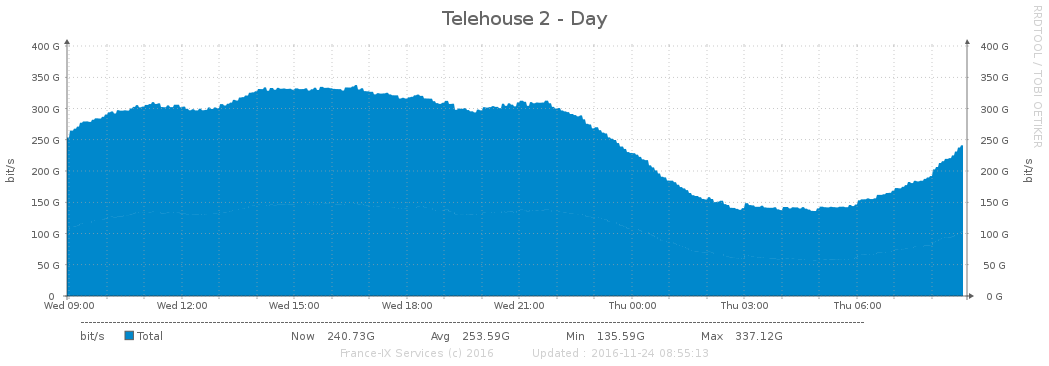 Telehouse 2 - Day
RRDTOOL / TOBI OETIKER
400 G 400 G
350 G 350 G
300 G 300 G
250 G 250 G
200 G 200 G
150 G 150 G
100 G 100 G
50 G 50 G
0 0 G
bit/s bit/s
Wed 09:00 Wed 12:00 Wed 15:00 Wed 18:00 Wed 21:00 Thu 00:00 Thu 03:00 Thu 06:00
bit/s Total Now 240.73G Avg 253.59G Min 135.59G Max 337.12G
France-IX Services (c) 2016 Updated : 2016-11-24 08:55:13